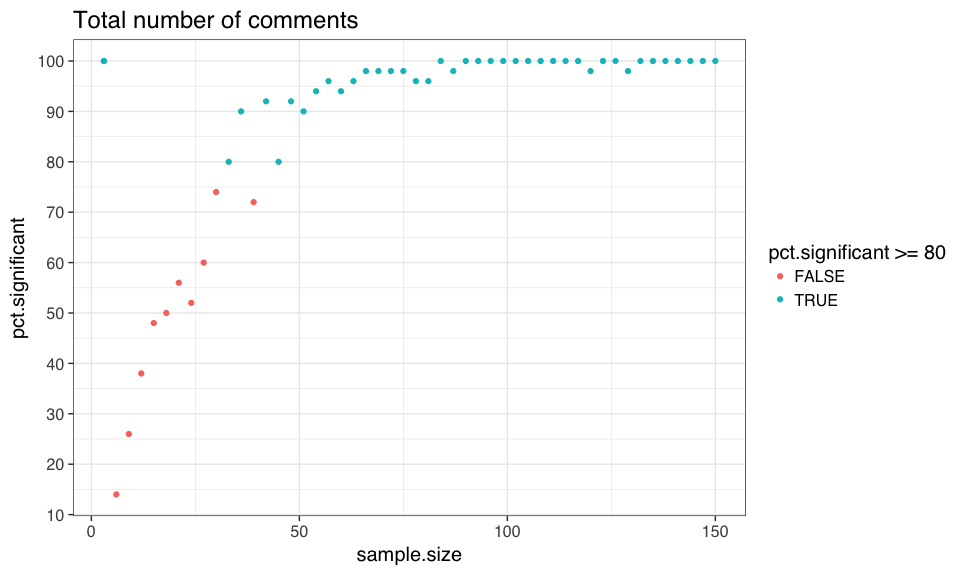 Total number of comments
100
90
80
70
60
50
40
30
20
10
pct.significant
0 50 100 150
sample.size
pct.significant >= 80
FALSE
TRUE